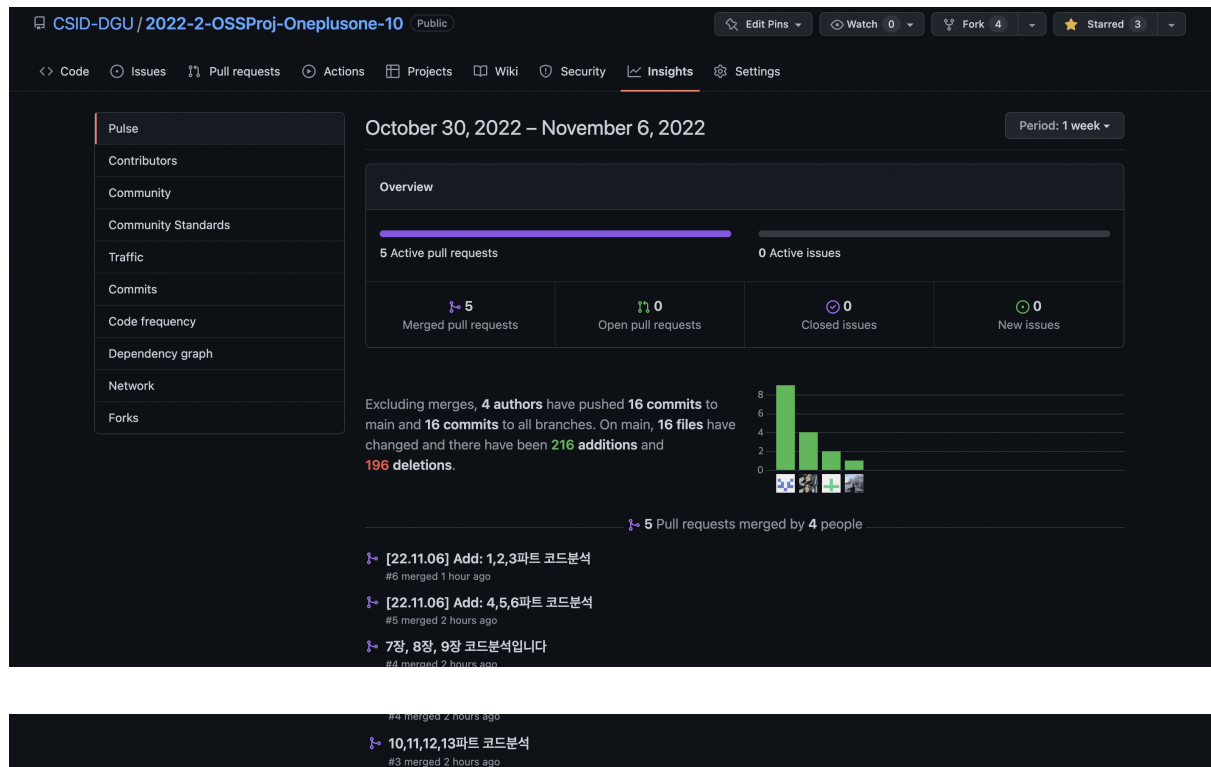 CSID-DGU / 2022-2-OSSProj-Oneplusone-10 Public
Edit Pins Watch 0 Fork 4 Starred 3
Code Issues Pull requests Actions Projects Wiki Security Insights Settings
Pulse
Contributors
Community
Community Standards
Traffic
Commits
Code frequency
Dependency graph
Network
Forks
October 30, 2022 – November 6, 2022
Period: 1 week
Overview
5 Active pull requests
0 Active issues
5
Merged pull requests
0
Open pull requests
0
Closed issues
0
New issues
Excluding merges, 4 authors have pushed 16 commits to
main and 16 commits to all branches. On main, 16 files have
changed and there have been 216 additions and
196 deletions.
8
6
4
2
0
5 Pull requests merged by 4 people
[22.11.06] Add: 1,2,3파트 코드분석
#6 merged 1 hour ago
[22.11.06] Add: 4,5,6파트 코드분석
#5 merged 2 hours ago
7장, 8장, 9장 코드분석입니다
#4 merged 2 hours ago
#4 merged 2 hours ago
10,11,12,13파트 코드분석
#3 merged 2 hours ago